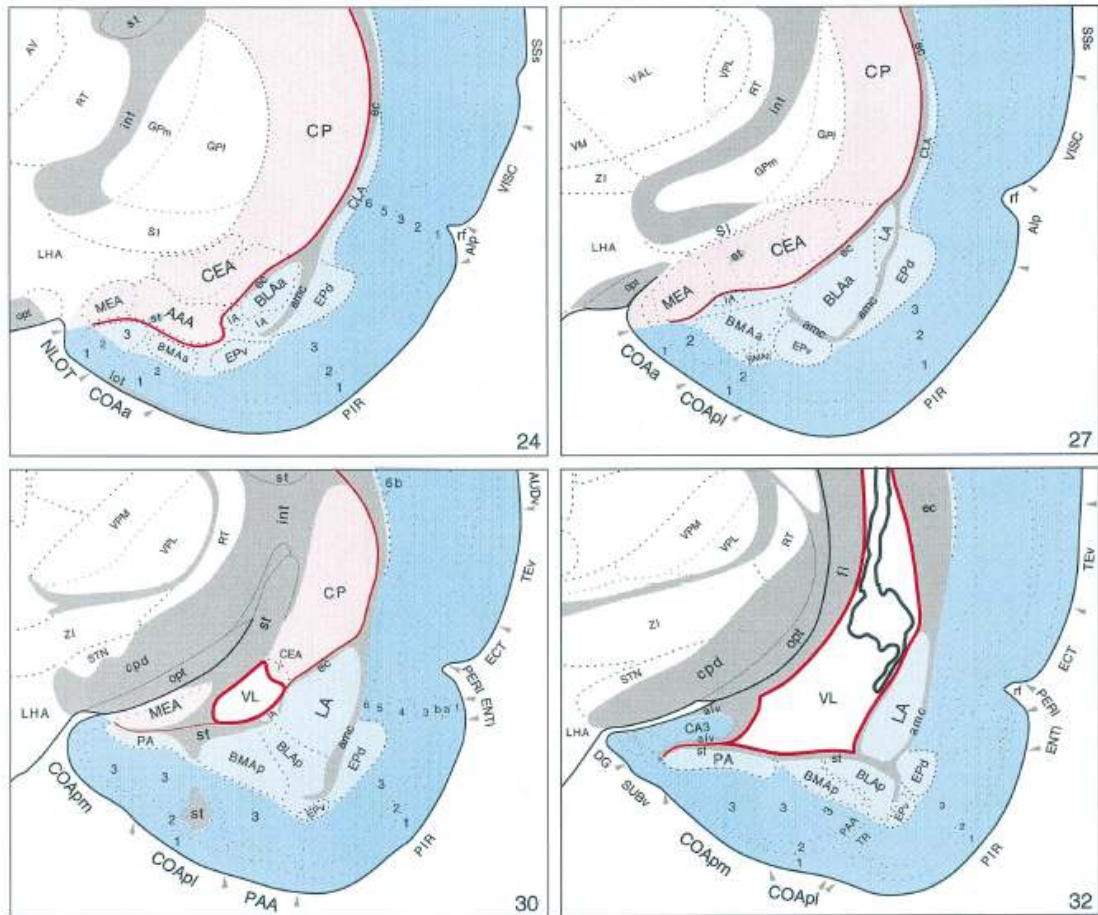 st
AV
RT
int
GPm
GPl
CP
ec
SSs
VISC
CLA
6 5 3 2 1
rf
AIp
SI
LHA
CEA
MEA
AAA
st
IA
BLAa
ec
amc
EPd
IA
opt
BMAa
EPv
1 2 3
3
2
1
lot 1 2
NLOT
COAa
PIR
24
VAL
VPL
RT
int
VM
ZI
GPm
GPl
CP
ec
SSs
VISC
CLA
rf
AIp
SI
LHA
st
CEA
LA
ec
opt
MEA
IA
BLAa
EPd
amc
amc
BMAa
EPv
1 2
1
2
3
2
1
COAa
COApl
PIR
27
st
int
6b
AUDv
VPM
VPL
RT
TEv
CP
ZI
STN
cpd
opt
st
CEA
ec
ECT
PERI
ENTl
LHA
MEA
VL
IA
LA
6 5 4 3 b a 1
PA
st
BMAp
BLAp
amc
EPd
EPv
3 3
st
2
1
3
2
1
COApm
COApl
PAA
PIR
30
VPM
VPL
RT
fi
ec
TEv
ZI
STN
cpd
opt
VL
ECT
rf
PERI
ENTl
LHA
alv
CA3
alv
st
LA
amc
DG
SUBv
PA
st
BMAp
BLAp
EPd
EPv
3 3 3
PAA
TR
2
1
3
2
1
COApm
COApl
PIR
32